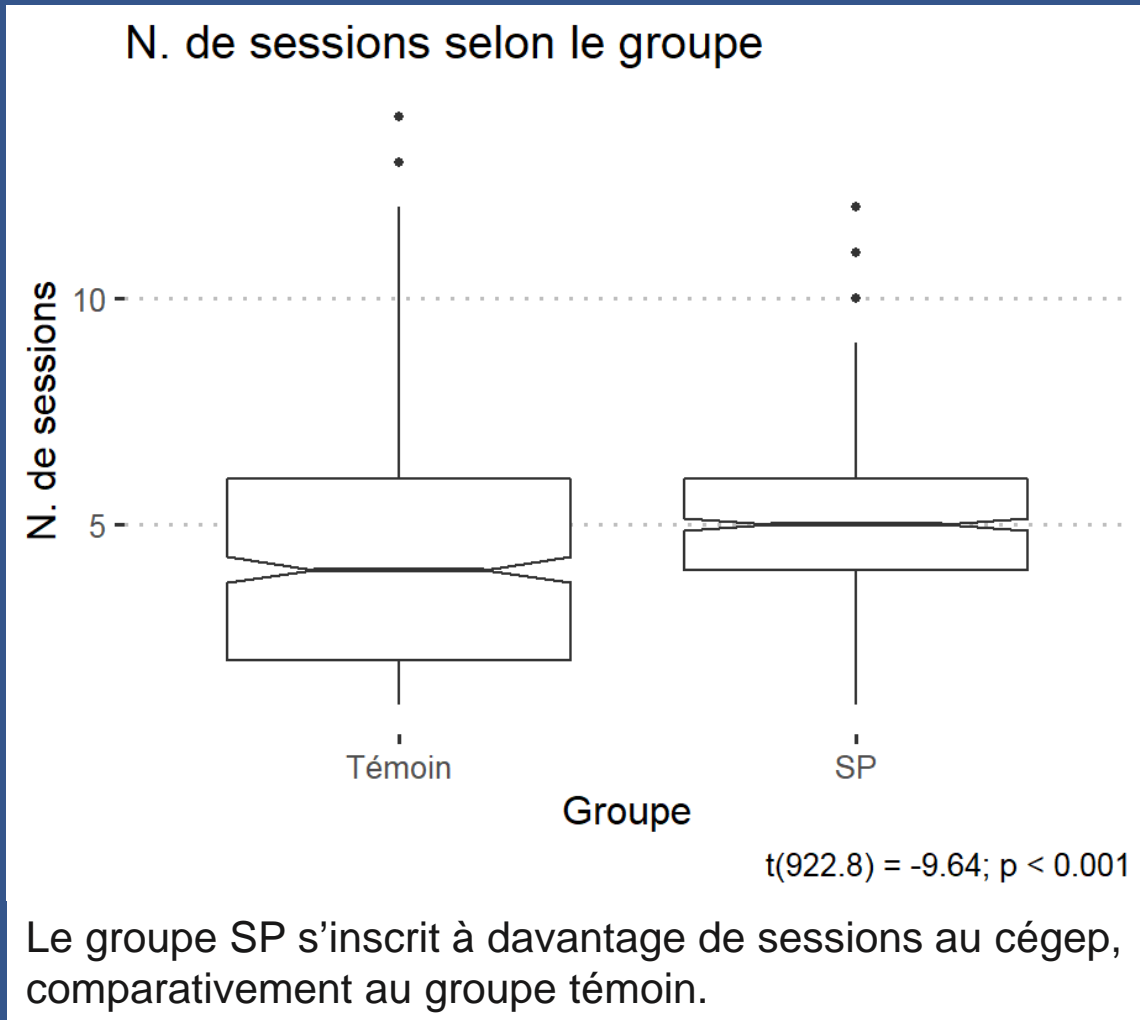 N. de sessions selon le groupe
N. de sessions
10
5
Témoin
SP
Groupe
t(922.8) = -9.64; p < 0.001
Le groupe SP s’inscrit à davantage de sessions au cégep,
comparativement au groupe témoin.